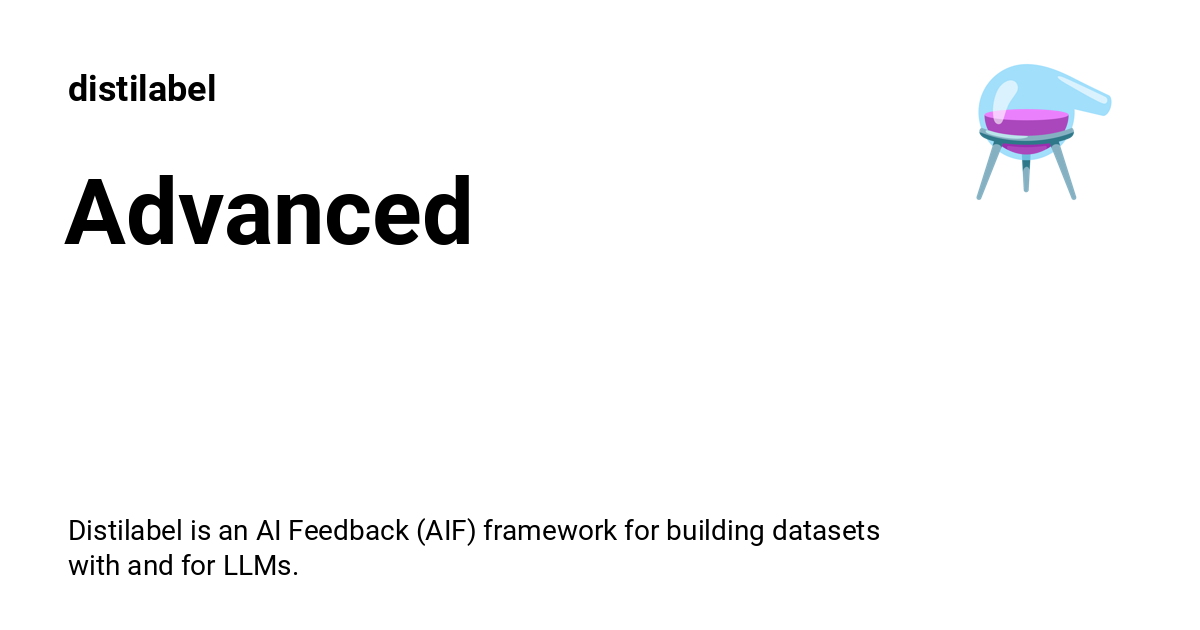 distilabel
Advanced
Distilabel is an AI Feedback (AIF) framework for building datasets
with and for LLMs.